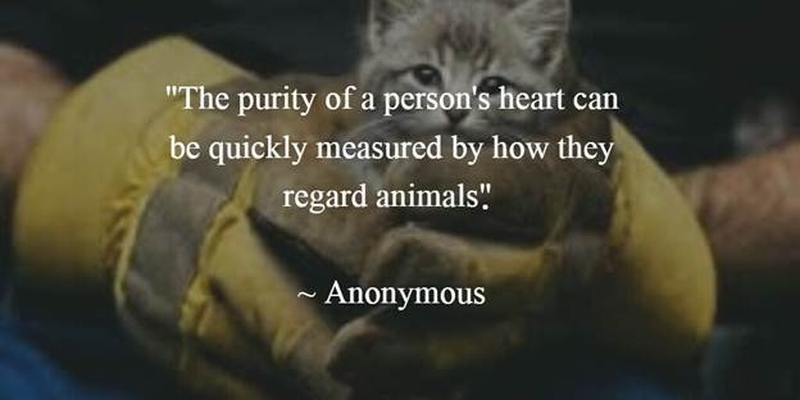 "The purity of a person's heart can
be quickly measured by how they
regard animals".
~ Anonymous